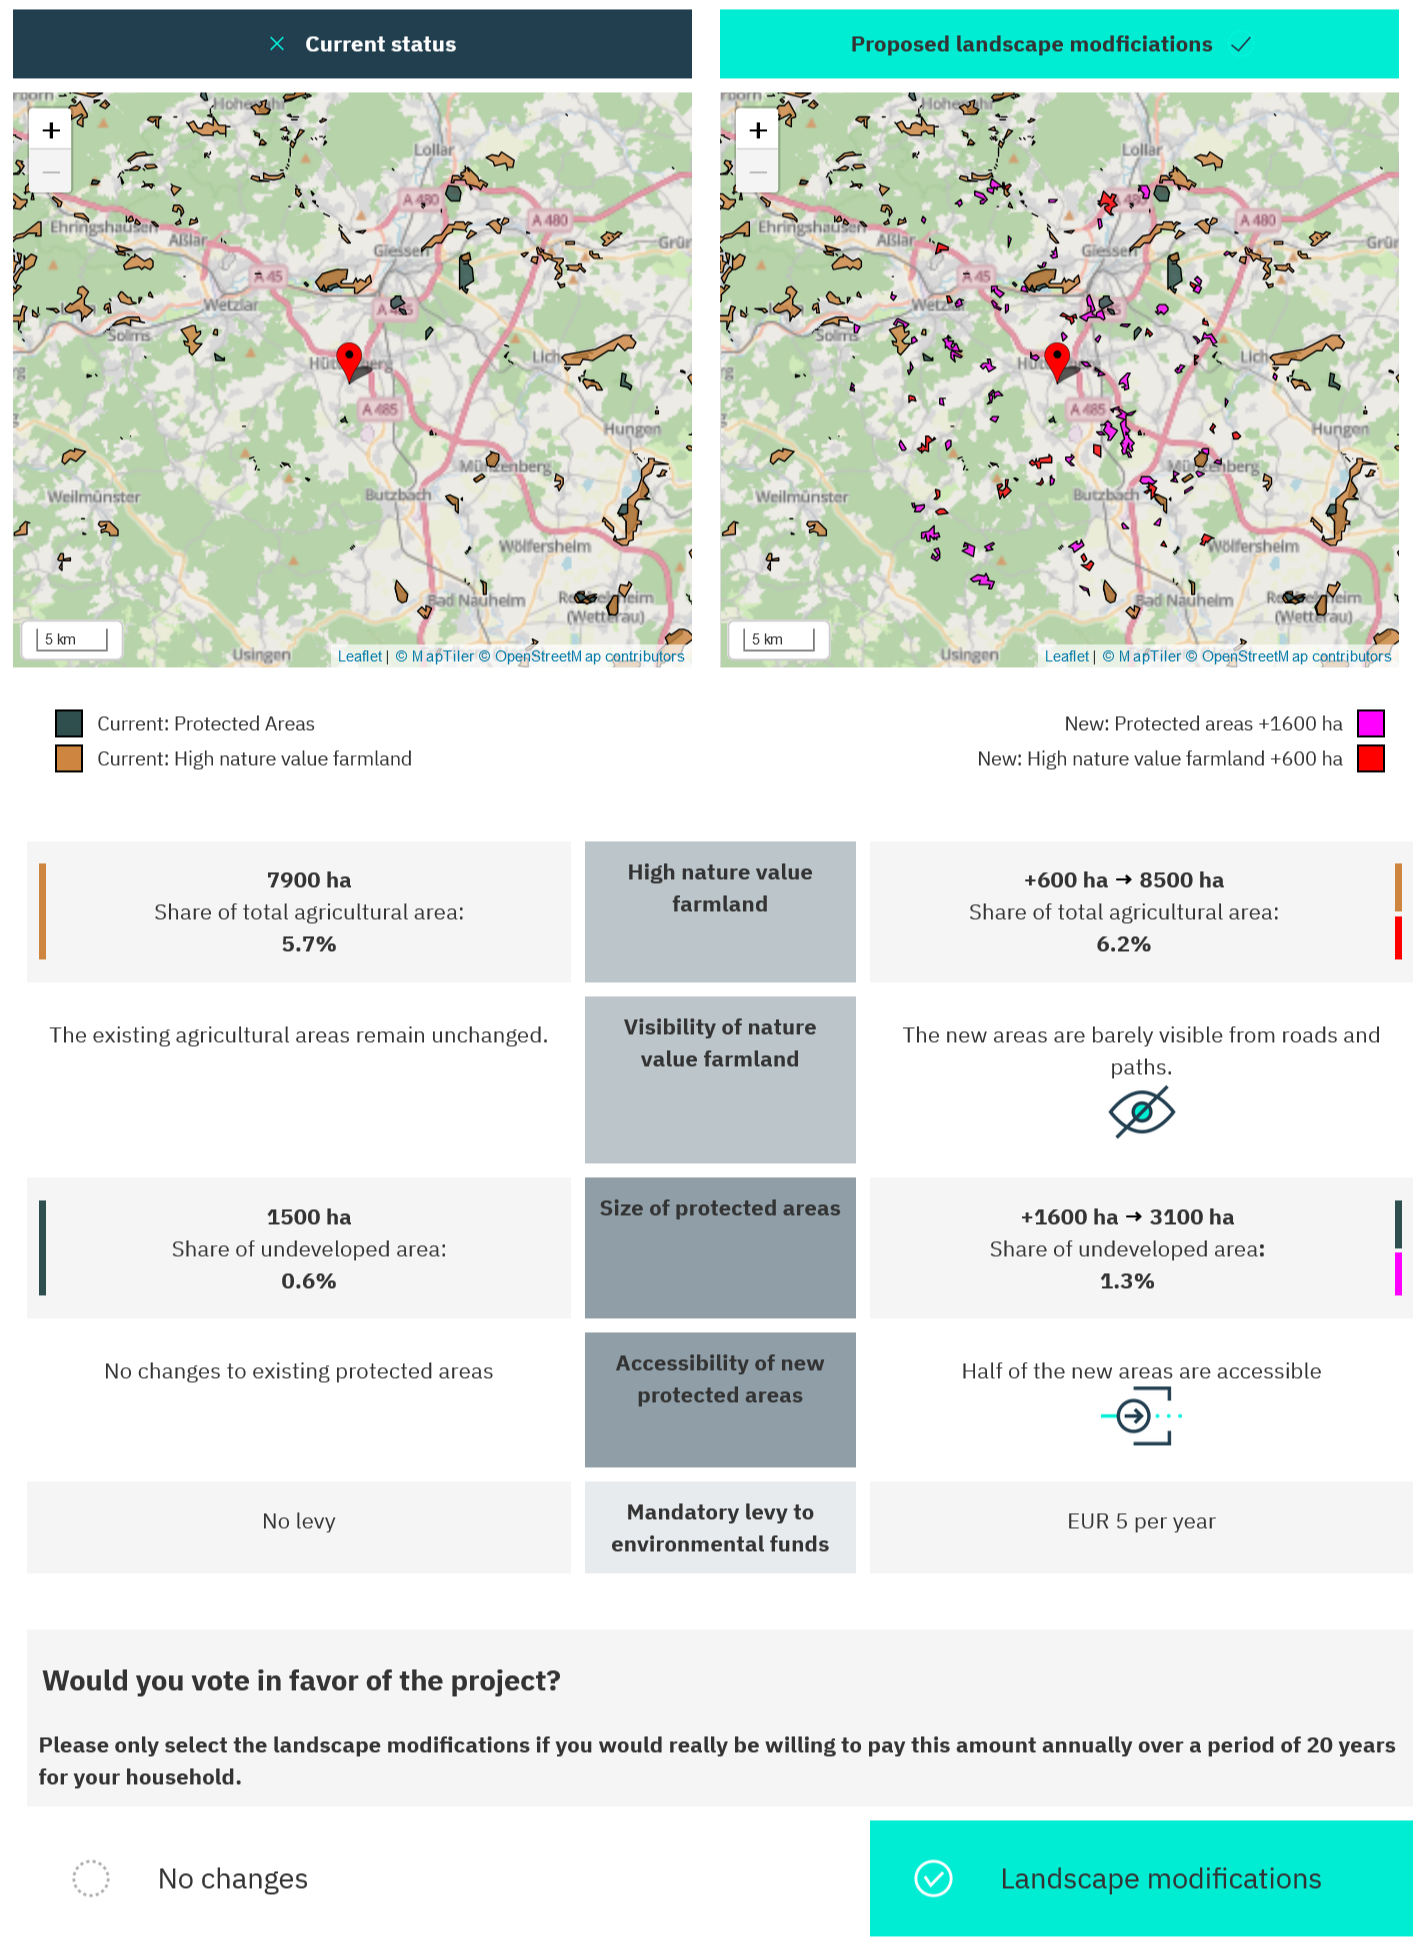 Current status
Proposed landscape modficiations
Hohenahr
Lollar
A 480
A 480
Ehringshausen
Aßlar
Giessen
Grün
A 45
Wetzlar
Solms
Lich
A 485
Hungen
Münzenberg
Butzbach
Weilmünster
Wölfersheim
Bad Nauheim
(Wetterau)
Usingen
+
−
5 km
Leaflet | © MapTiler © OpenStreetMap contributors
Lollar
A 480
Ehringshausen
Aßlar
Giessen
Grün
A 45
Wetzlar
Solms
Lich
A 485
Hungen
Münzenberg
Butzbach
Weilmünster
Wölfersheim
Bad Nauheim
(Wetterau)
Usingen
+
−
5 km
Leaflet | © MapTiler © OpenStreetMap contributors
Current: Protected Areas
Current: High nature value farmland
New: Protected areas +1600 ha
New: High nature value farmland +600 ha
7900 ha
Share of total agricultural area:
5.7%
High nature value
farmland
+600 ha → 8500 ha
Share of total agricultural area:
6.2%
The existing agricultural areas remain unchanged.
Visibility of nature
value farmland
The new areas are barely visible from roads and
paths.
1500 ha
Share of undeveloped area:
0.6%
Size of protected areas
+1600 ha → 3100 ha
Share of undeveloped area:
1.3%
No changes to existing protected areas
Accessibility of new
protected areas
Half of the new areas are accessible
No levy
Mandatory levy to
environmental funds
EUR 5 per year
Would you vote in favor of the project?
Please only select the landscape modifications if you would really be willing to pay this amount annually over a period of 20 years
for your household.
No changes
Landscape modifications